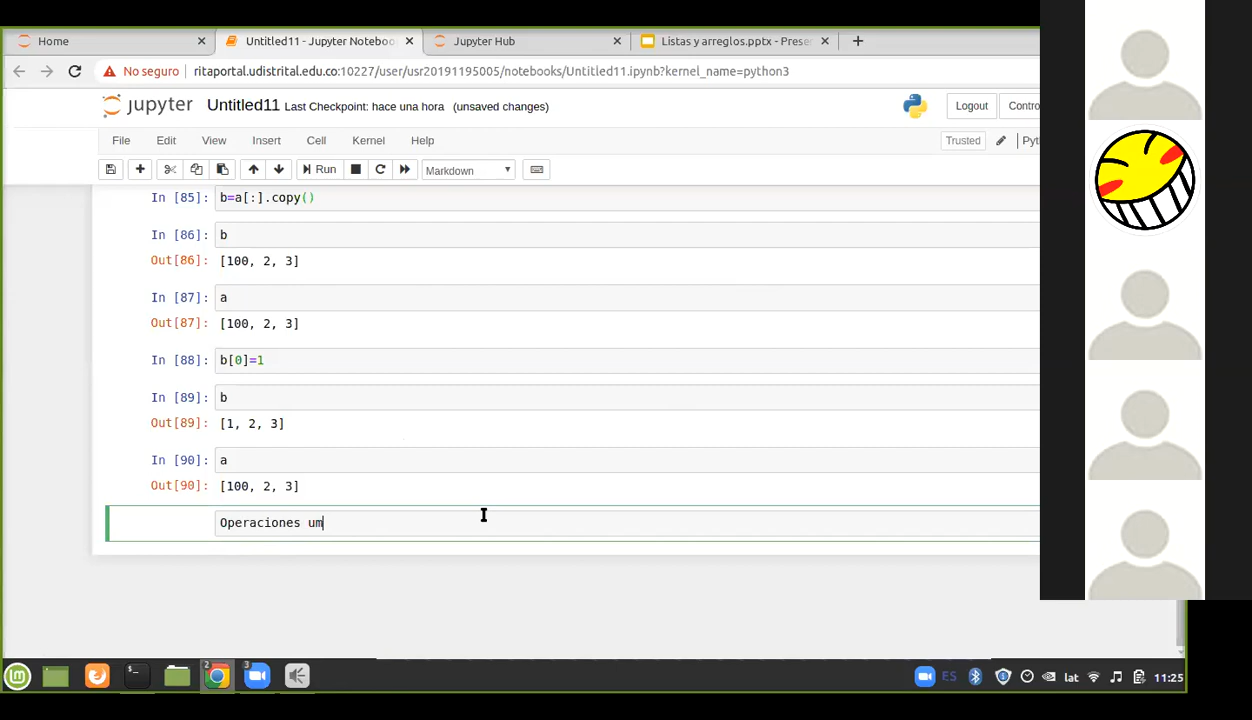 Home
Untitled11 - Jupyter Noteboo
Jupyter Hub
Listas y arreglos.pptx - Prese
No seguro
ritaportal.udistrital.edu.co:10227/user/usr20191195005/notebooks/Untitled11.ipynb?kernel_name=python3
jupyter Untitled11 Last Checkpoint: hace una hora (unsaved changes)
Logout
Contro
File Edit View Insert Cell Kernel Help
Trusted
Pyt
Run
Markdown
In [85]: b=a[:].copy()
In [86]: b
Out[86]: [100, 2, 3]
In [87]: a
Out[87]: [100, 2, 3]
In [88]: b[0]=1
In [89]: b
Out[89]: [1, 2, 3]
In [90]: a
Out[90]: [100, 2, 3]
Operaciones um
2
3
ES
lat
11:25